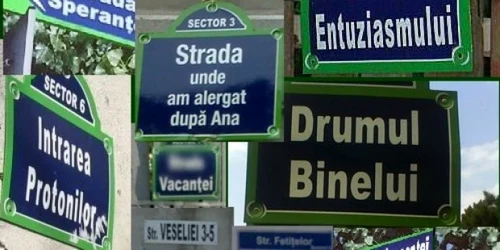 Speranț
SECTOR 3
Strada
unde
am alergat
după Ana
Entuziasmului
SECTOR 6
Intrarea
Protonilor
Drumul
Binelui
Vacanței
Str. VESELIEI 3-5
Str. Fetițelor